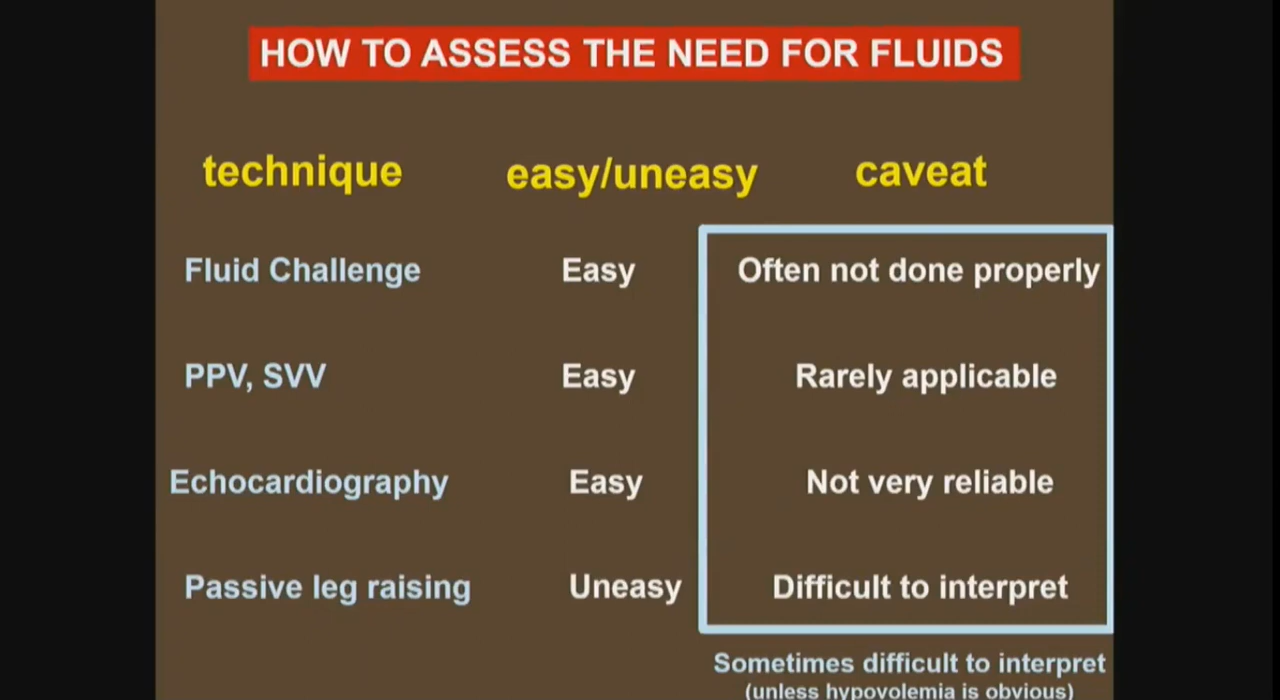 HOW TO ASSESS THE NEED FOR FLUIDS
technique easy/uneasy caveat
Fluid Challenge Easy Often not done properly
PPV, SVV Easy Rarely applicable
Echocardiography Easy Not very reliable
Passive leg raising Uneasy Difficult to interpret
Sometimes difficult to interpret
(unless hypovolemia is obvious)